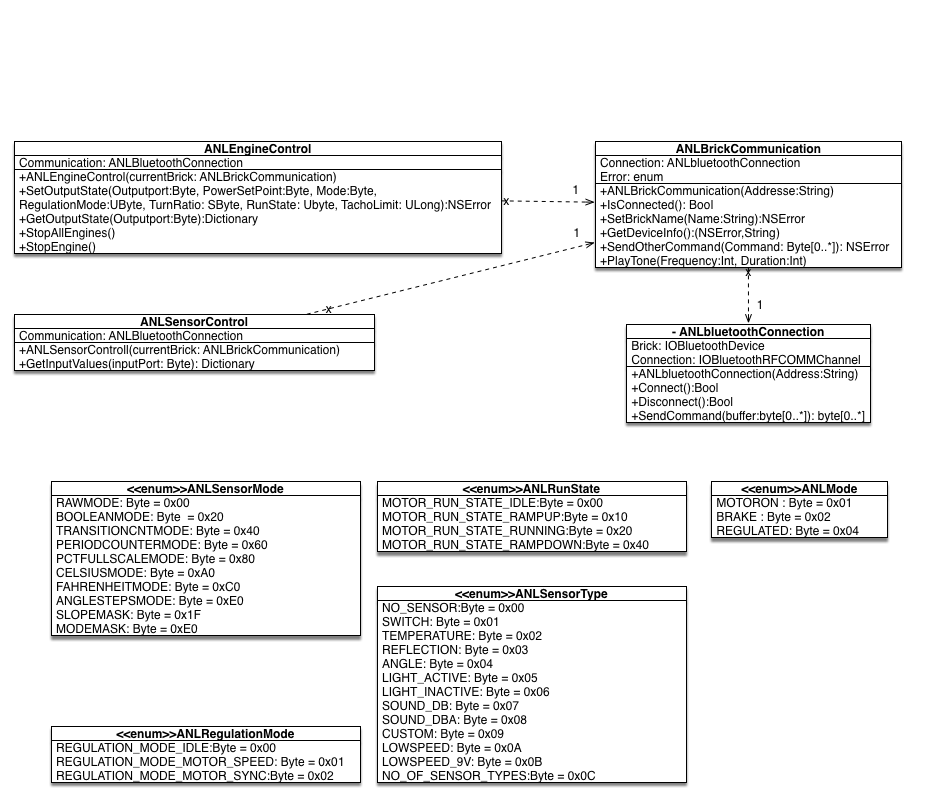 ANLEngineControl
Communication: ANLBluetoothConnection
+ANLEngineControl(currentBrick: ANLBrickCommunication)
+SetOutputState(Outputport:Byte, PowerSetPoint:Byte, Mode:Byte,
RegulationMode:UByte, TurnRatio: SByte, RunState: Ubyte, TachoLimit: ULong):NSError
+GetOutputState(Outputport:Byte):Dictionary
+StopAllEngines()
+StopEngine()
x
1
1
x
ANLBrickCommunication
Connection: ANLbluetoothConnection
Error: enum
+ANLBrickCommunication(Addresse:String)
+IsConnected(): Bool
+SetBrickName(Name:String):NSError
+GetDeviceInfo():(NSError,String)
+SendOtherCommand(Command: Byte[0..*]): NSError
+PlayTone(Frequency:Int, Duration:Int)
x
1
ANLSensorControl
Communication: ANLBluetoothConnection
+ANLSensorControll(currentBrick: ANLBrickCommunication)
+GetInputValues(inputPort: Byte): Dictionary
- ANLbluetoothConnection
Brick: IOBluetoothDevice
Connection: IOBluetoothRFCOMMChannel
+ANLbluetoothConnection(Address:String)
+Connect():Bool
+Disconnect():Bool
+SendCommand(buffer:byte[0..*]): byte[0..*]
<<enum>>ANLSensorMode
RAWMODE: Byte = 0x00
BOOLEANMODE: Byte  = 0x20
TRANSITIONCNTMODE: Byte = 0x40
PERIODCOUNTERMODE: Byte = 0x60
PCTFULLSCALEMODE: Byte = 0x80
CELSIUSMODE: Byte = 0xA0
FAHRENHEITMODE: Byte = 0xC0
ANGLESTEPSMODE: Byte = 0xE0
SLOPEMASK: Byte = 0x1F
MODEMASK: Byte = 0xE0
<<enum>>ANLRunState
MOTOR_RUN_STATE_IDLE:Byte = 0x00
MOTOR_RUN_STATE_RAMPUP:Byte = 0x10
MOTOR_RUN_STATE_RUNNING:Byte = 0x20
MOTOR_RUN_STATE_RAMPDOWN:Byte = 0x40
<<enum>>ANLMode
MOTORON : Byte = 0x01
BRAKE : Byte = 0x02
REGULATED: Byte = 0x04
<<enum>>ANLSensorType
NO_SENSOR:Byte = 0x00
SWITCH: Byte = 0x01
TEMPERATURE: Byte = 0x02
REFLECTION: Byte = 0x03
ANGLE: Byte = 0x04
LIGHT_ACTIVE: Byte = 0x05
LIGHT_INACTIVE: Byte = 0x06
SOUND_DB: Byte = 0x07
SOUND_DBA: Byte = 0x08
CUSTOM: Byte = 0x09
LOWSPEED: Byte = 0x0A
LOWSPEED_9V: Byte = 0x0B
NO_OF_SENSOR_TYPES:Byte = 0x0C
<<enum>>ANLRegulationMode
REGULATION_MODE_IDLE:Byte = 0x00
REGULATION_MODE_MOTOR_SPEED: Byte = 0x01
REGULATION_MODE_MOTOR_SYNC:Byte = 0x02